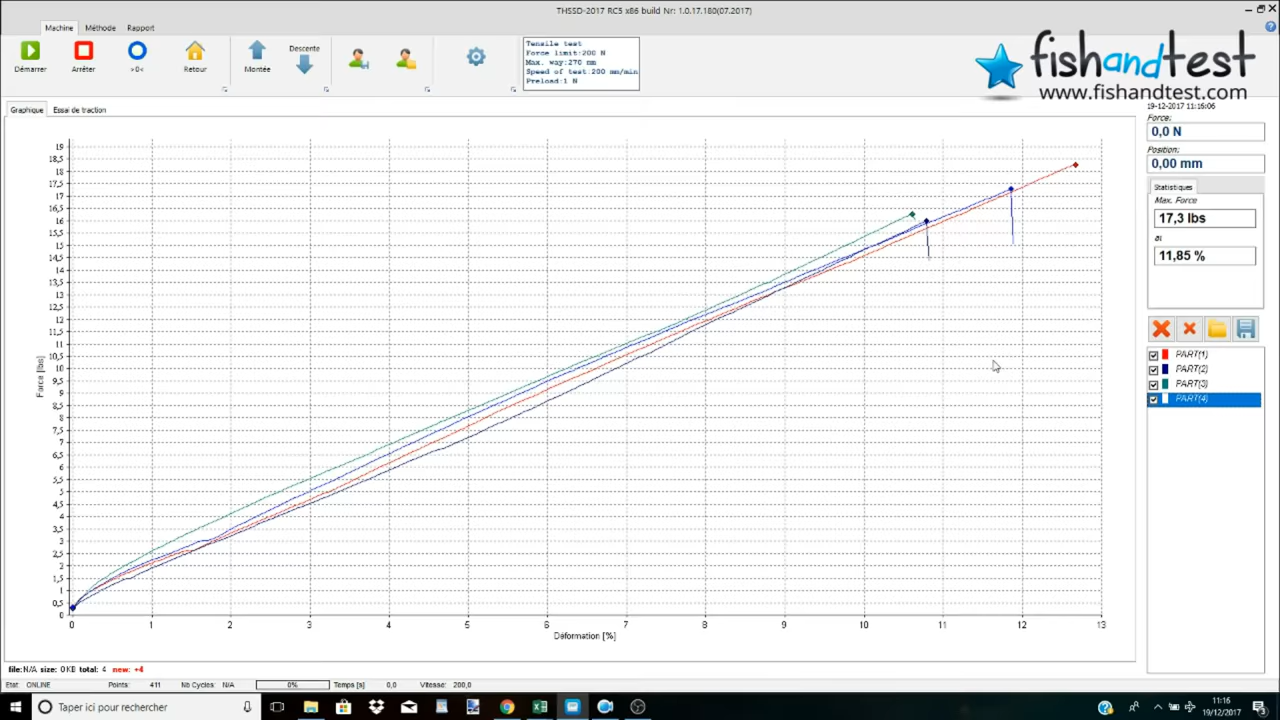 THSSD-2017 RC5 x86 build Nr: 1.0.17.180(07.2017)
Machine Méthode Rapport
Démarrer Arrêter >0< Retour Montée Descente
Tensile test
Force limit:200 N
Max. way:270 mm
Speed of test:200 mm/min
Preload:1 N
fishandtest
www.fishandtest.com
Graphique Essai de traction
19-12-2017 11:16:06
Force:
0,0 N
Position:
0,00 mm
Statistiques
Max. Force
17,3 lbs
at
11,85 %
PART(1)
PART(2)
PART(3)
PART(4)
19
18,5
18
17,5
17
16,5
16
15,5
15
14,5
14
13,5
13
12,5
12
11,5
11
10,5
10
9,5
9
8,5
8
7,5
7
6,5
6
5,5
5
4,5
4
3,5
3
2,5
2
1,5
1
0,5
0
Force [lbs]
0 1 2 3 4 5 6 7 8 9 10 11 12 13
Déformation [%]
file:N/A size: 0KB total: 4 new: +4
Etat: ONLINE Points: 411 Nb Cycles: N/A 0% Temps [s] 0,0 Vitesse: 200,0
Taper ici pour rechercher
11:16
19/12/2017
3